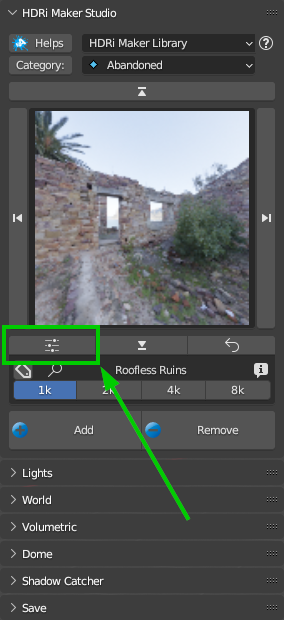 HDRi Maker Studio
Helps HDRi Maker Library
Category: Abandoned
Roofless Ruins
1k 2k 4k 8k
Add Remove
Lights
World
Volumetric
Dome
Shadow Catcher
Save